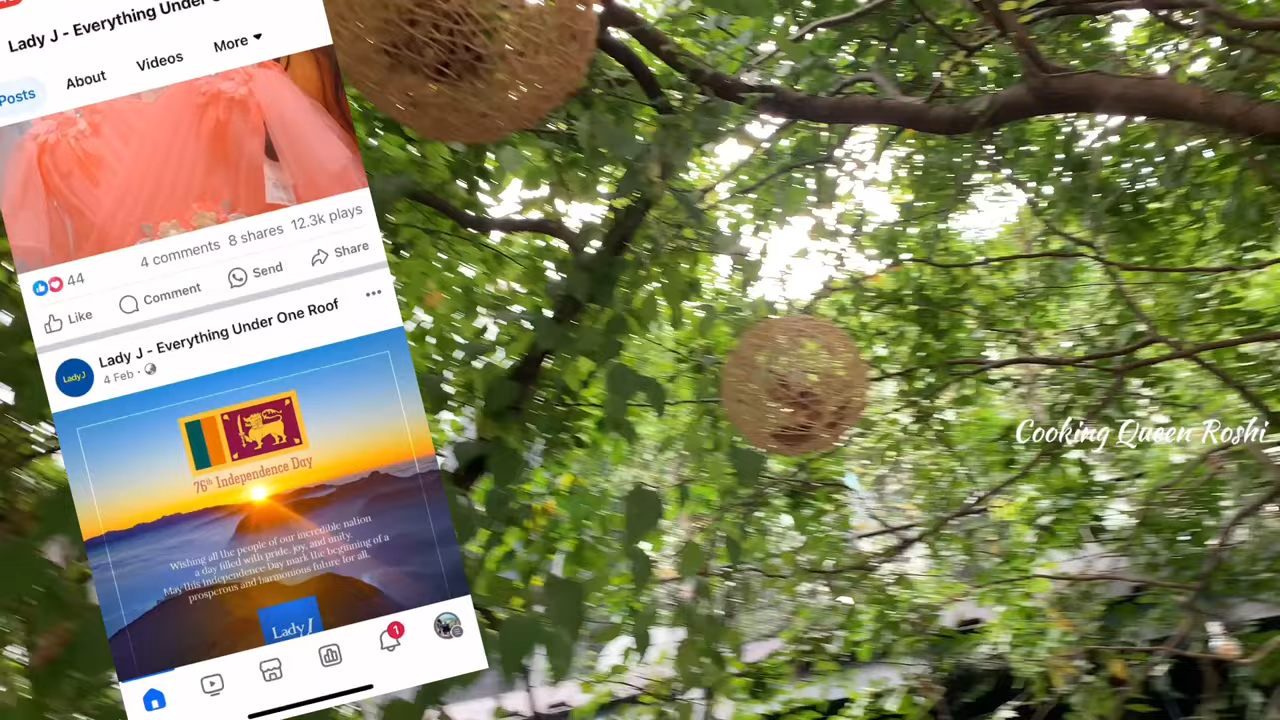 Lady J - Everything Under
Posts
About
Videos
More
44
4 comments
8 shares
12.3k plays
Like
Comment
Send
Share
Lady J - Everything Under One Roof
Lady J
4 Feb ·
76th Independence Day
Wishing all the people of our incredible nation
a day filled with pride, joy, and unity.
May this Independence Day mark the beginning of a
prosperous and harmonious future for all.
Lady J
1
Cooking Queen Roshi